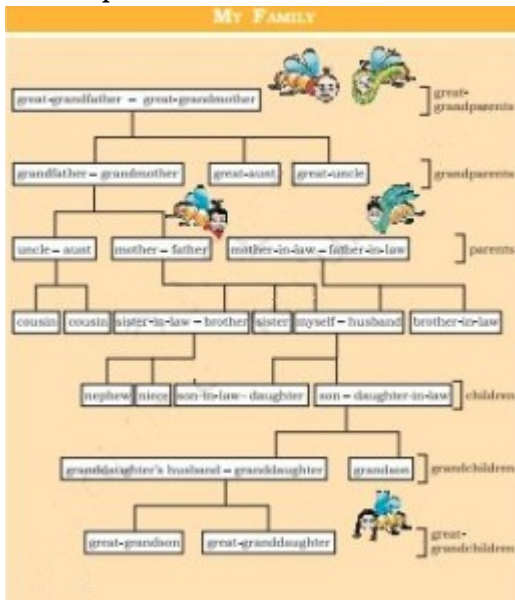 MY FAMILY
great-grandfather – great-grandmother
great-
grandparents
grandfather – grandmother
great-aunt
great-uncle
grandparents
uncle – aunt
mother – father
mother-in-law – father-in-law
parents
cousin
cousin
sister-in-law – brother
sister
myself – husband
brother-in-law
nephew
niece
son-in-law – daughter
son – daughter-in-law
children
granddaughter's husband – granddaughter
grandson
grandchildren
great-grandson
great-granddaughter
great-
grandchildren